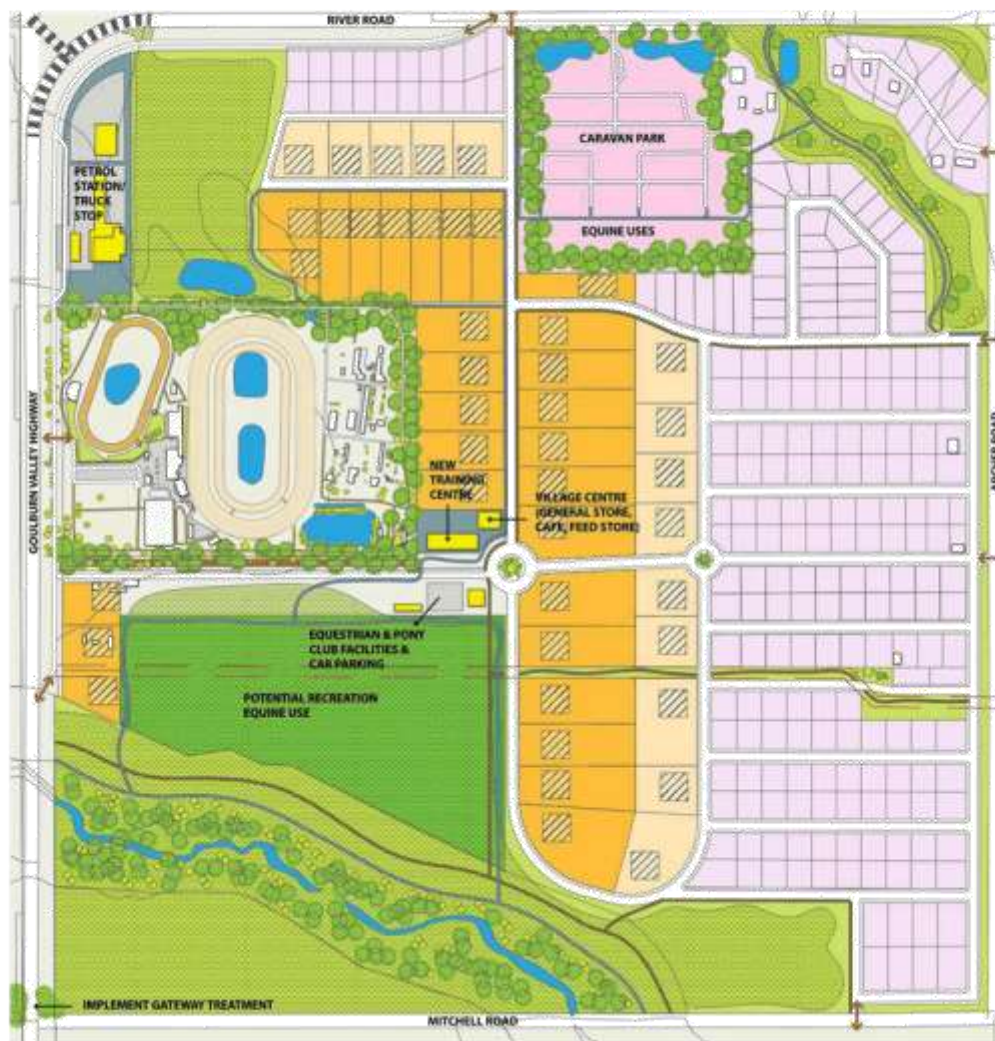 RIVER ROAD
CARAVAN PARK
PETROL
STATION/
TRUCK
STOP
EQUINE USES
GOULBURN VALLEY HIGHWAY
ARCHER ROAD
NEW
TRAINING
CENTRE
VILLAGE CENTRE
(GENERAL STORE,
CAFE, FEED STORE)
EQUESTRIAN & PONY
CLUB FACILITIES &
CAR PARKING
POTENTIAL RECREATION
EQUINE USE
IMPLEMENT GATEWAY TREATMENT
MITCHELL ROAD